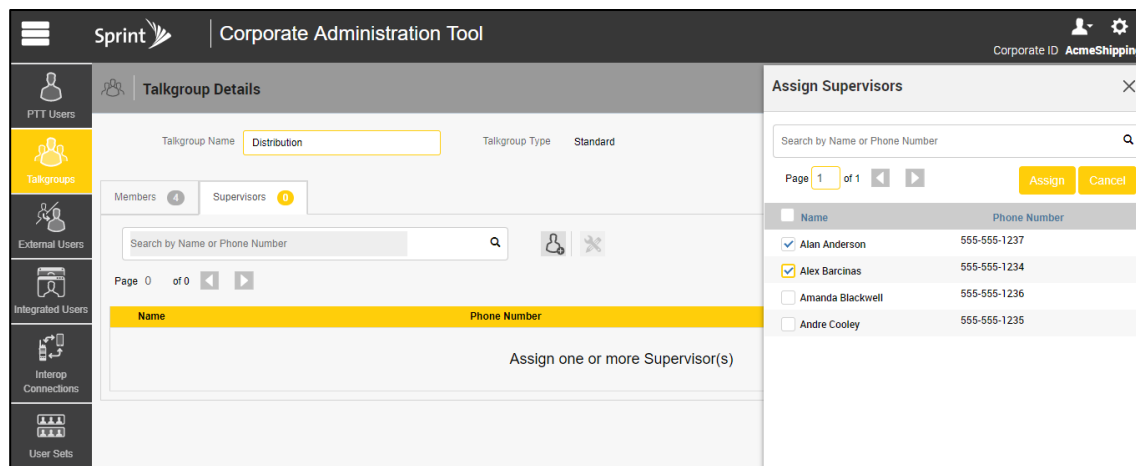 Sprint
Corporate Administration Tool
Corporate ID AcmeShipping
PTT Users
Talkgroups
External Users
Integrated Users
Interop
Connections
User Sets
Talkgroup Details
Talkgroup Name Distribution Talkgroup Type Standard
Members 4 Supervisors 0
Search by Name or Phone Number
Page 0 of 0
Name Phone Number
Assign one or more Supervisor(s)
Assign Supervisors
Search by Name or Phone Number
Page 1 of 1 Assign Cancel
Name Phone Number
Alan Anderson 555-555-1237
Alex Barcinas 555-555-1234
Amanda Blackwell 555-555-1236
Andre Cooley 555-555-1235